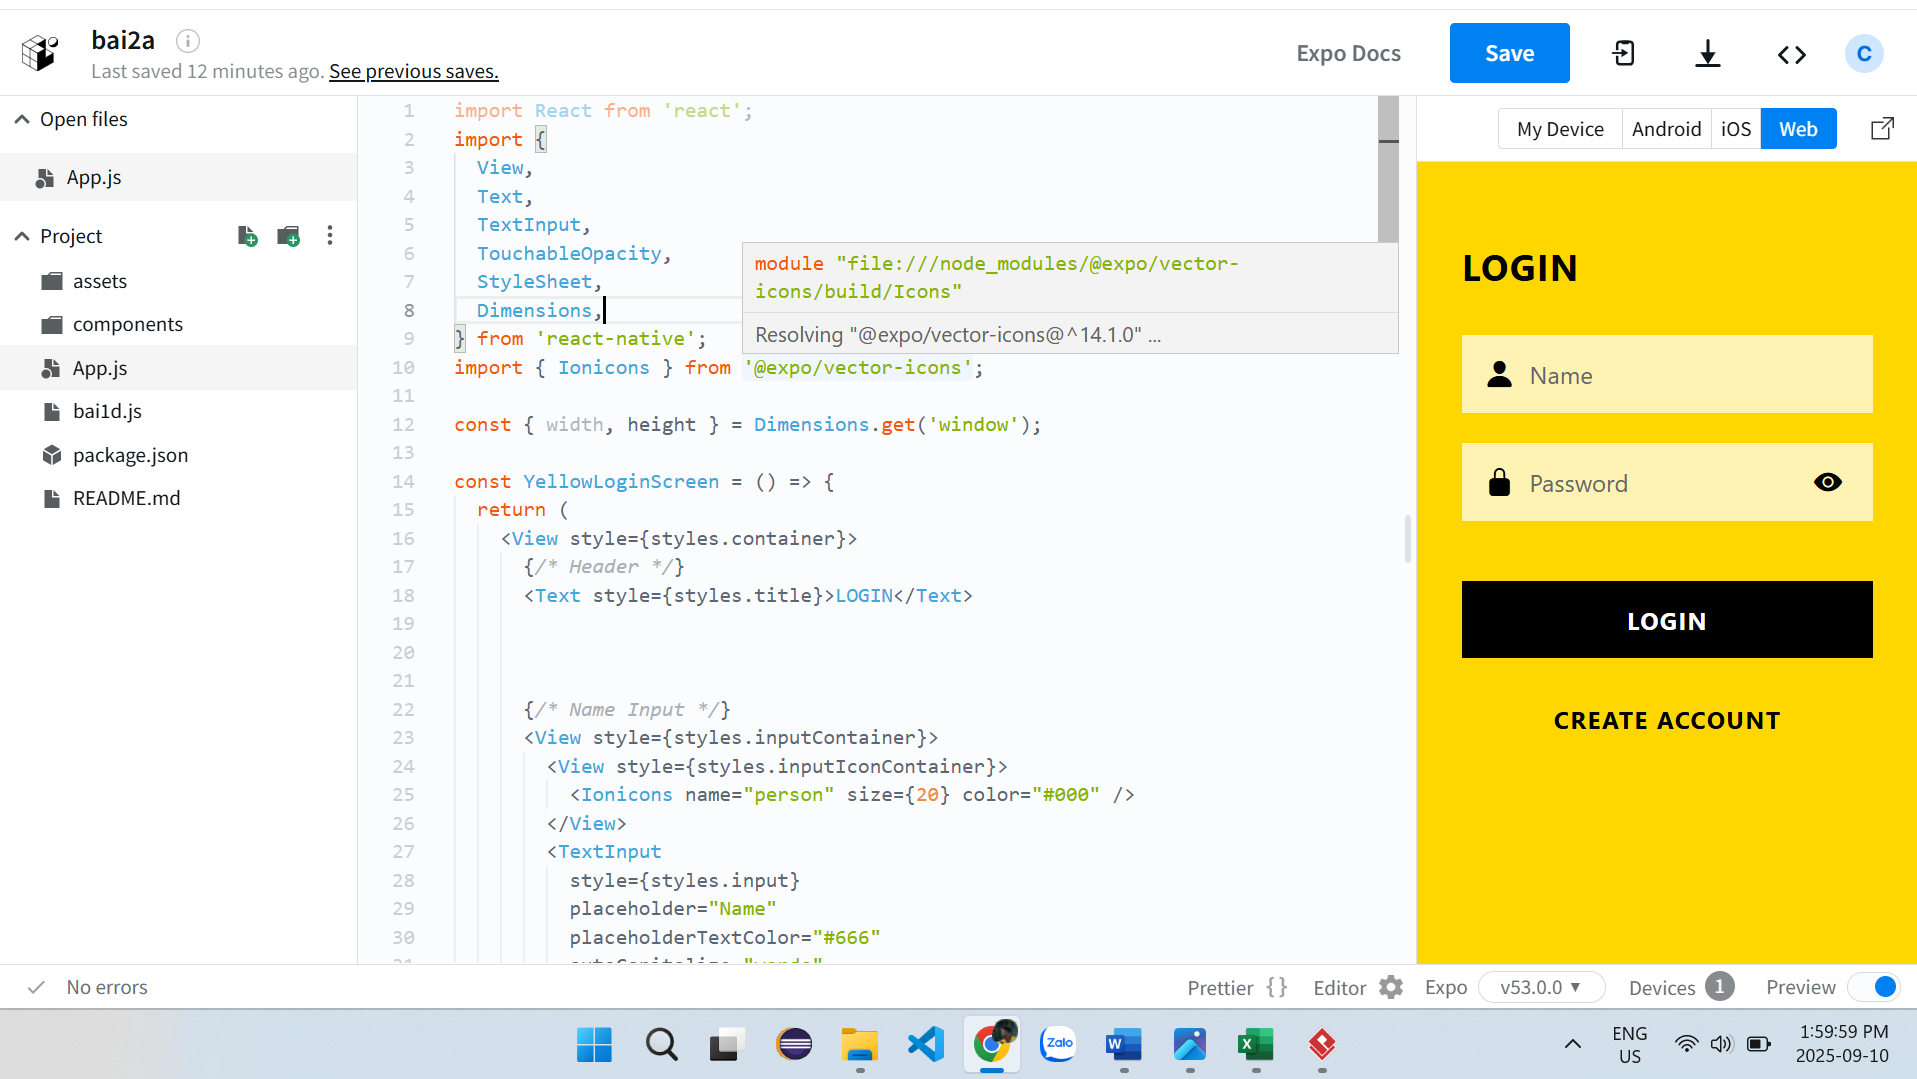 bai2a
Last saved 12 minutes ago. See previous saves.
Expo Docs
Save
C
Open files
App.js
Project
assets
components
App.js
bai1d.js
package.json
README.md
1 import React from 'react';
2 import {
3 View,
4 Text,
5 TextInput,
6 TouchableOpacity,
7 StyleSheet,
8 Dimensions,
9 } from 'react-native';
10 import { Ionicons } from '@expo/vector-icons';
11
12 const { width, height } = Dimensions.get('window');
13
14 const YellowLoginScreen = () => {
15 return (
16 <View style={styles.container}>
17 {/* Header */}
18 <Text style={styles.title}>LOGIN</Text>
19
20
21
22 {/* Name Input */}
23 <View style={styles.inputContainer}>
24 <View style={styles.inputIconContainer}>
25 <Ionicons name="person" size={20} color="#000" />
26 </View>
27 <TextInput
28 style={styles.input}
29 placeholder="Name"
30 placeholderTextColor="#666"
module "file:///node_modules/@expo/vector-
icons/build/Icons"
Resolving "@expo/vector-icons@^14.1.0" ...
My Device Android iOS Web
LOGIN
Name
Password
LOGIN
CREATE ACCOUNT
No errors
Prettier {} Editor Expo v53.0.0 ▼ Devices 1 Preview
Zalo
ENG
US
1:59:59 PM
2025-09-10